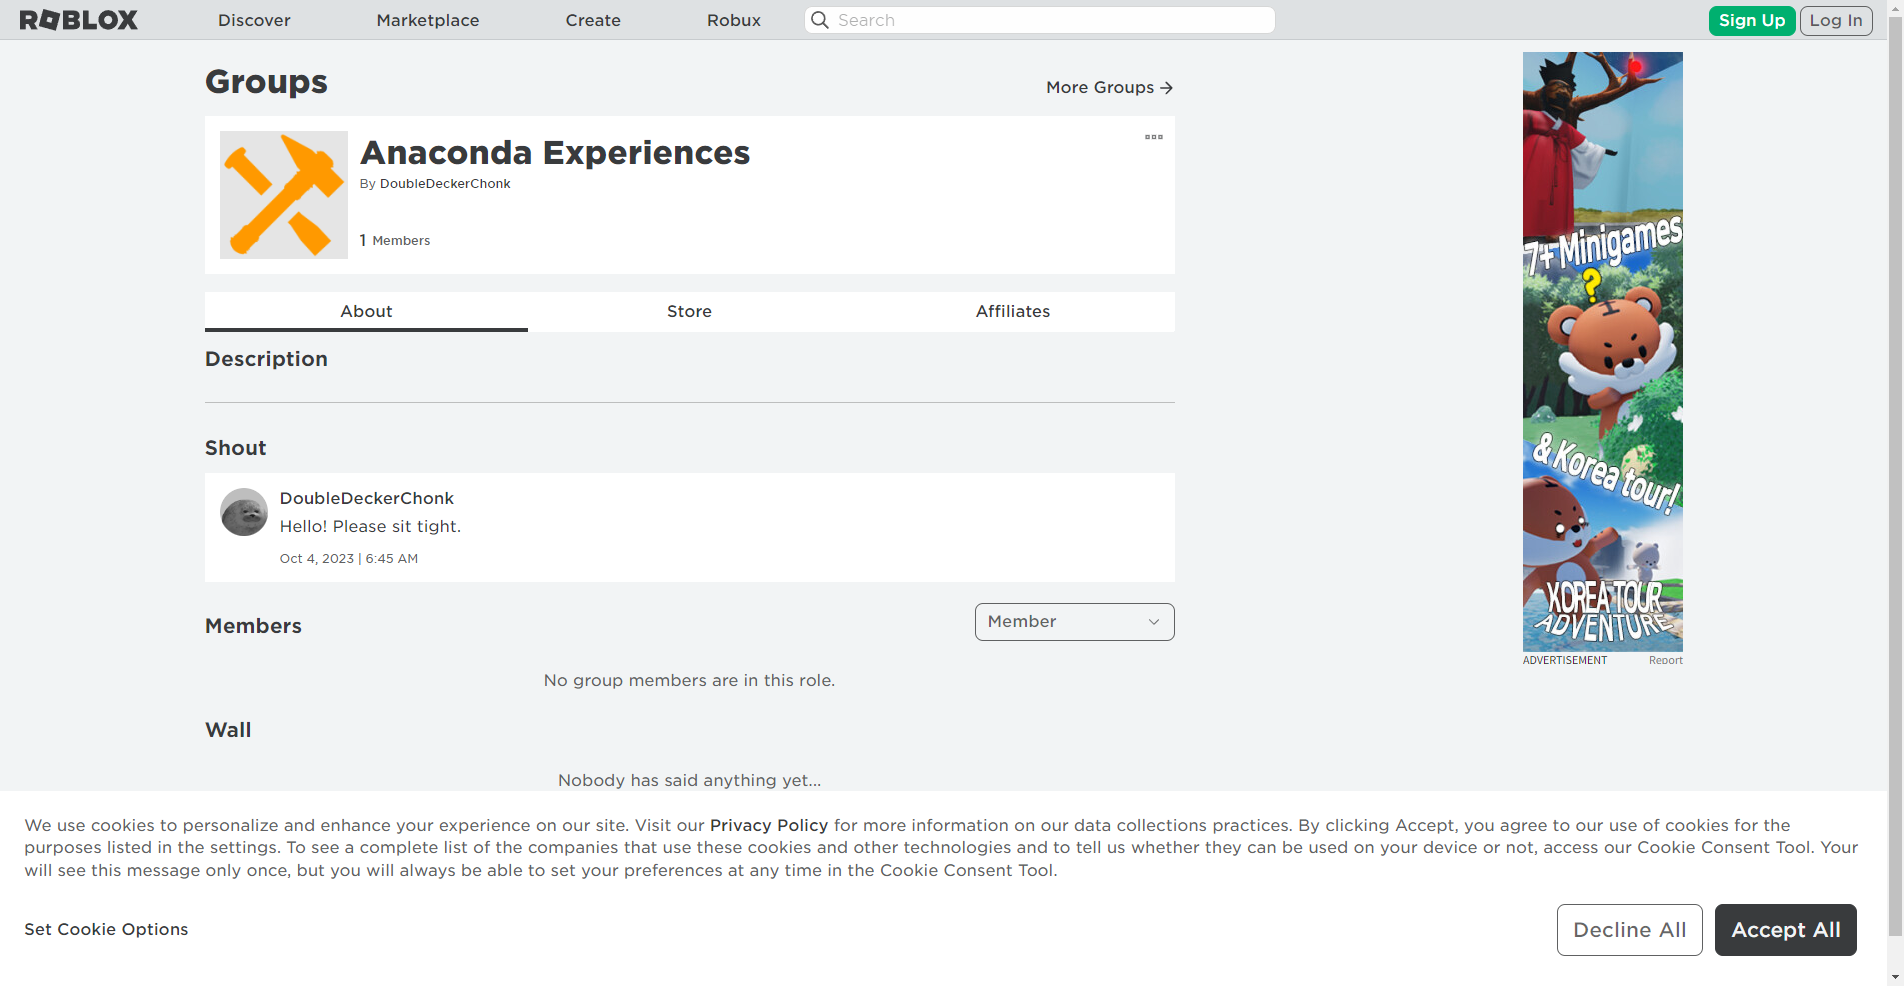 ROBLOX
Discover
Marketplace
Create
Robux
Search
Sign Up
Log In
Groups
More Groups
Anaconda Experiences
By DoubleDeckerChonk
1 Members
About
Store
Affiliates
Description
Shout
DoubleDeckerChonk
Hello! Please sit tight.
Oct 4, 2023 | 6:45 AM
Members
Member
No group members are in this role.
Wall
Nobody has said anything yet...
7+ Minigames
?
& Korea tour!
KOREA TOUR
ADVENTURE
ADVERTISEMENT
Report
We use cookies to personalize and enhance your experience on our site. Visit our Privacy Policy for more information on our data collections practices. By clicking Accept, you agree to our use of cookies for the
purposes listed in the settings. To see a complete list of the companies that use these cookies and other technologies and to tell us whether they can be used on your device or not, access our Cookie Consent Tool. Your
will see this message only once, but you will always be able to set your preferences at any time in the Cookie Consent Tool.
Set Cookie Options
Decline All
Accept All